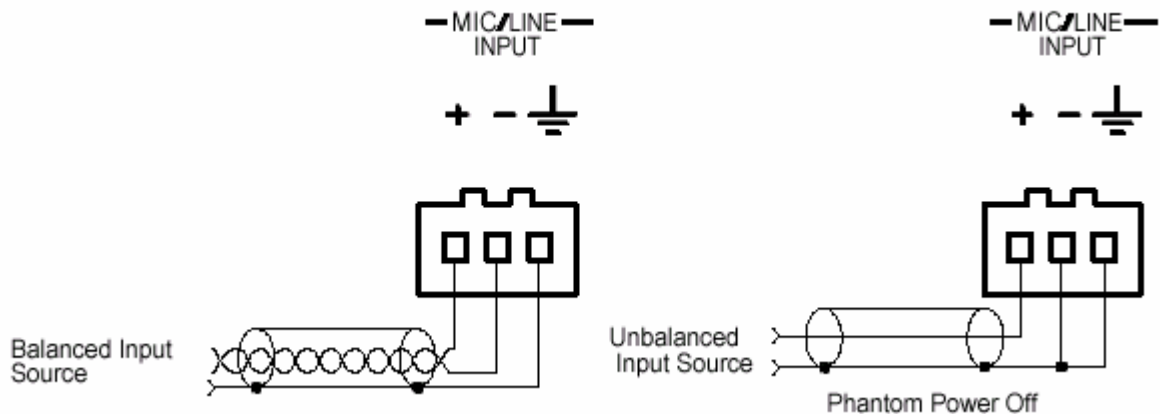 MIC/LINE
INPUT
+ -
Balanced Input
Source
MIC/LINE
INPUT
+ -
Unbalanced
Input Source
Phantom Power Off